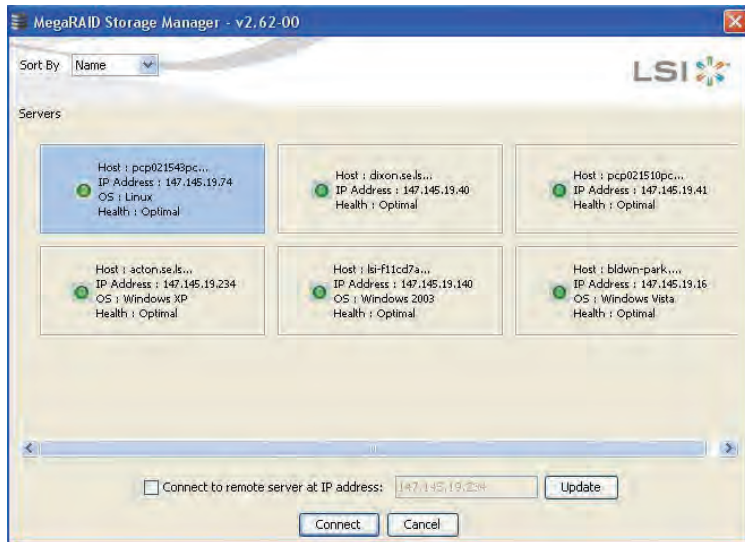 MegaRAID Storage Manager - v2.62-00
Sort By Name
LSI
Servers
Host : pcp021543pc...
IP Address : 147.145.19.74
OS : Linux
Health : Optimal
Host : dixon.se.ls...
IP Address : 147.145.19.40
Health : Optimal
Host : pcp021510pc...
IP Address : 147.145.19.41
Health : Optimal
Host : acton.se.ls...
IP Address : 147.145.19.234
OS : Windows XP
Health : Optimal
Host : lsi-f11cd7a...
IP Address : 147.145.19.140
OS : Windows 2003
Health : Optimal
Host : bldwn-park....
IP Address : 147.145.19.16
OS : Windows Vista
Health : Optimal
Connect to remote server at IP address: 147.145.19.234 Update
Connect Cancel